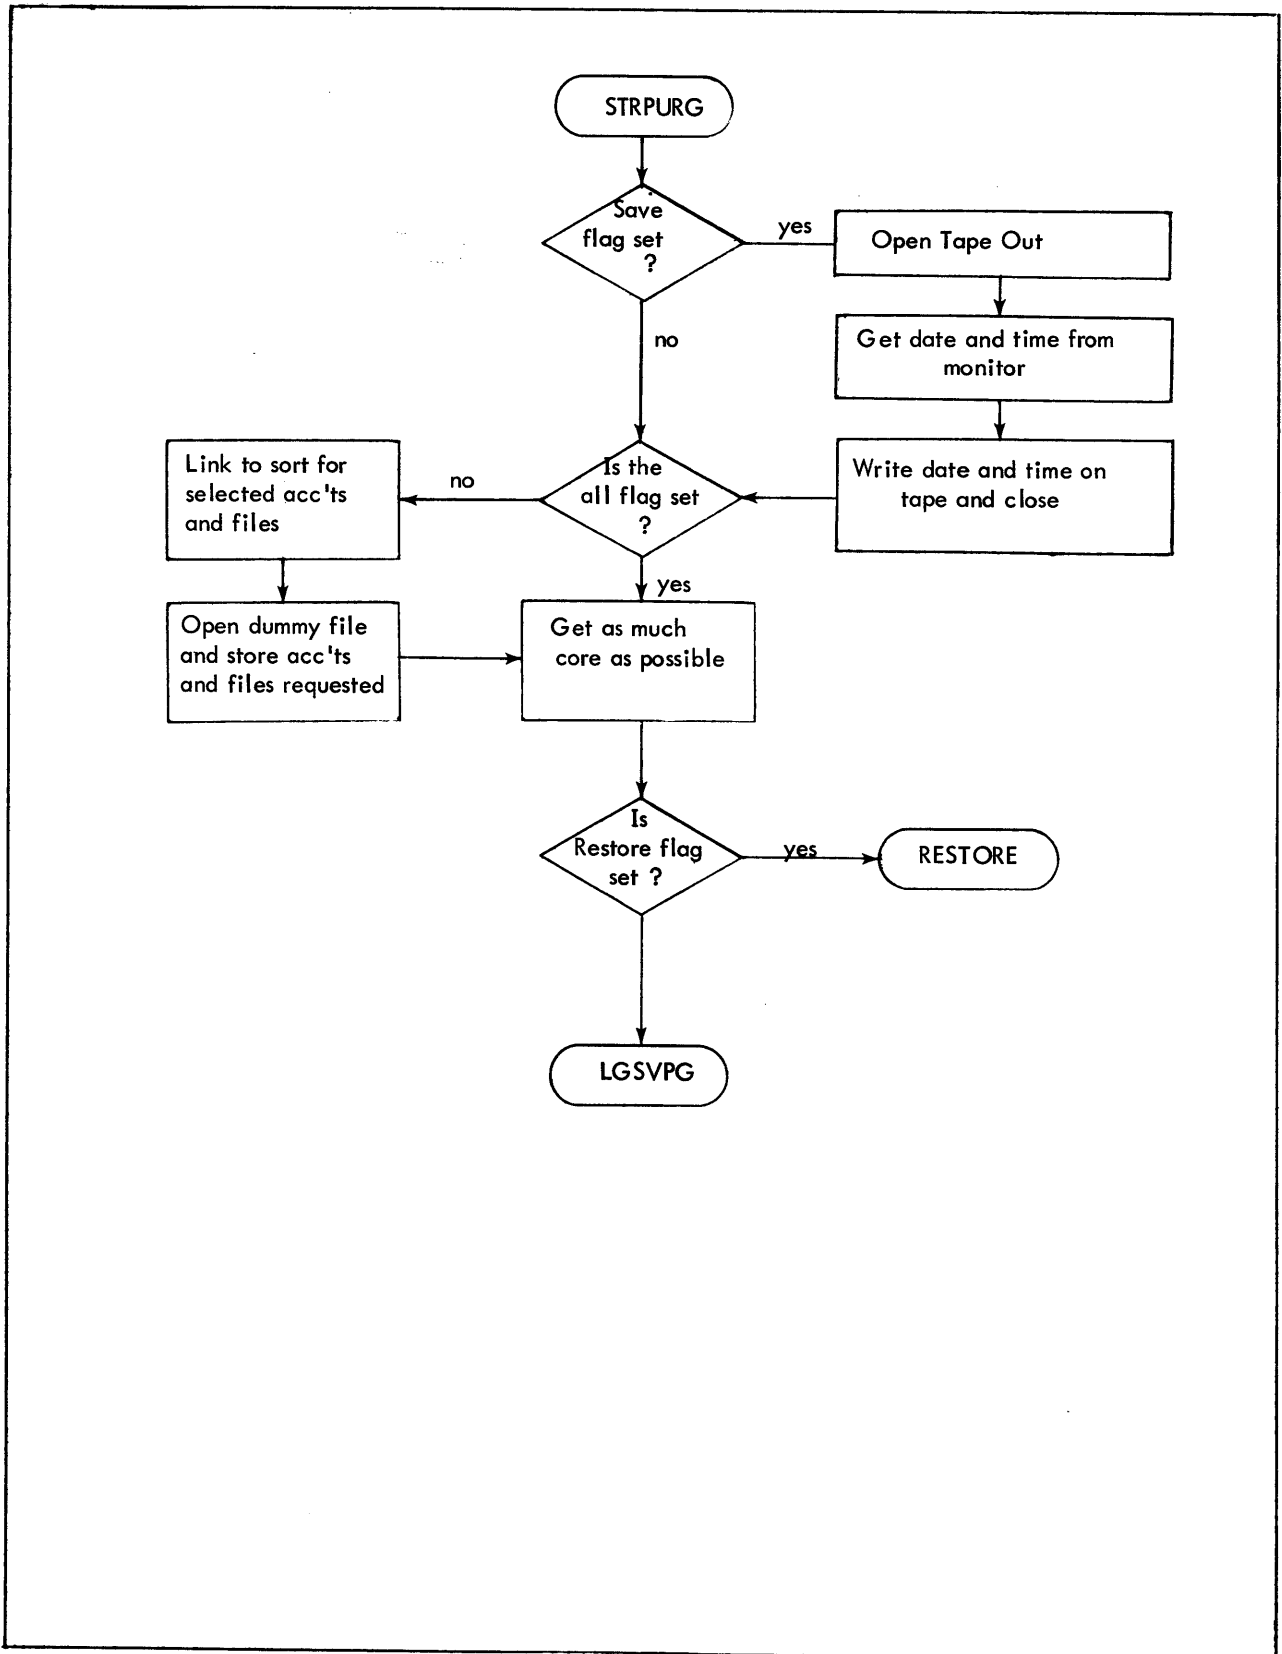 STRPURG
Save
flag set
?
yes
Open Tape Out
Get date and time from
monitor
no
Write date and time on
tape and close
Is the
all flag set
?
no
Link to sort for
selected acc'ts
and files
yes
Open dummy file
and store acc'ts
and files requested
Get as much
core as possible
Is
Restore flag
set ?
yes
RESTORE
LGSVPG